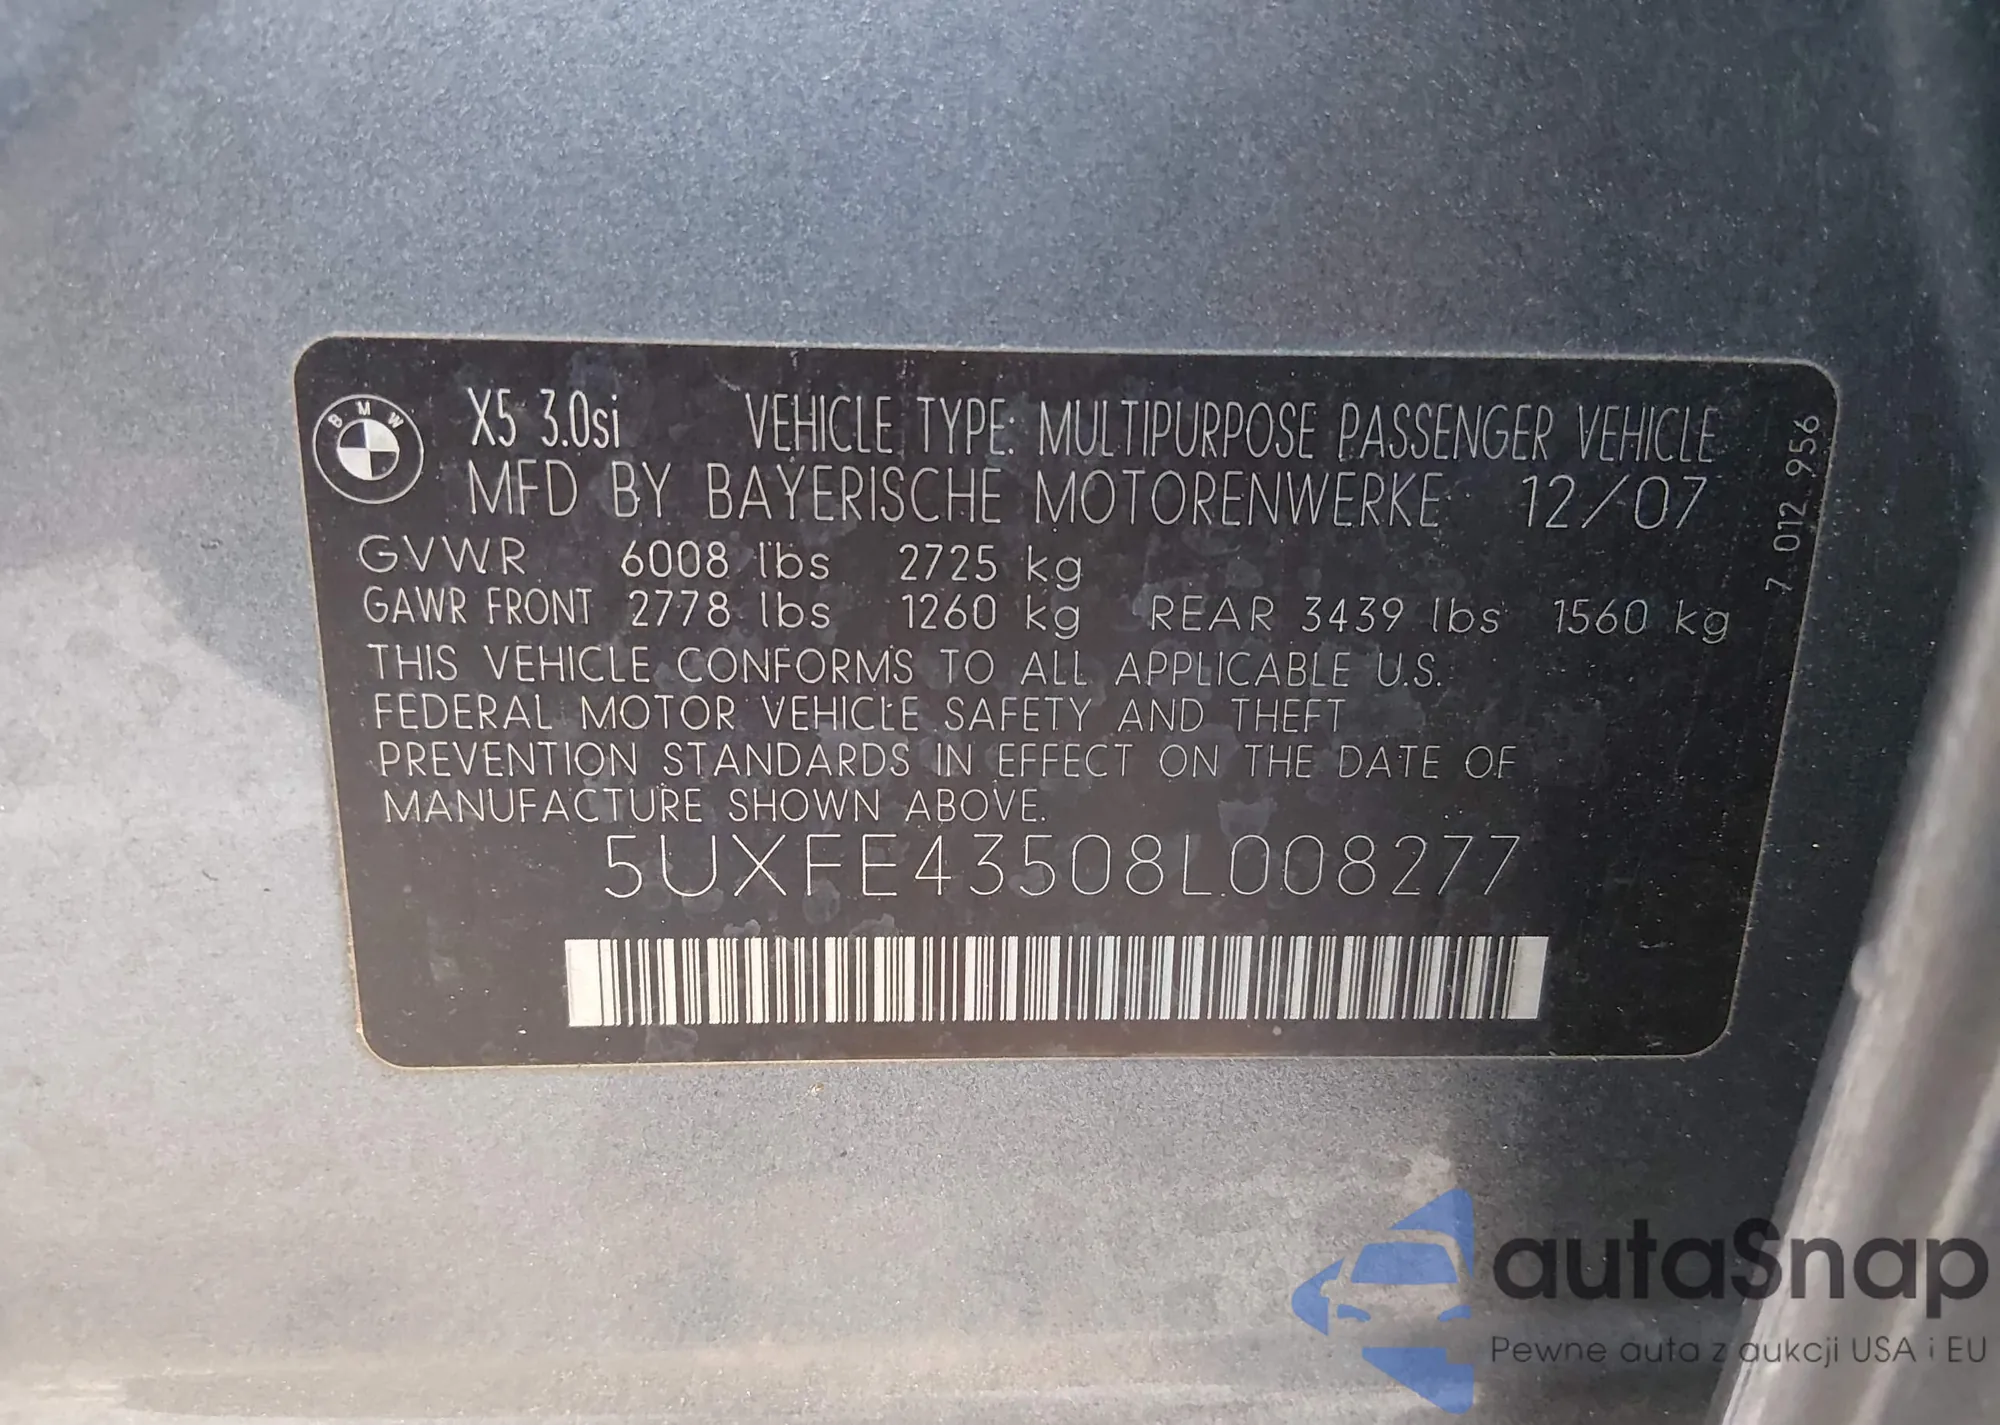 BMW
X5 3.0si VEHICLE TYPE: MULTIPURPOSE PASSENGER VEHICLE
MFD BY BAYERISCHE MOTORENWERKE 12/07
GVWR 6008 lbs 2725 kg
GAWR FRONT 2778 lbs 1260 kg REAR 3439 lbs 1560 kg
THIS VEHICLE CONFORMS TO ALL APPLICABLE U.S.
FEDERAL MOTOR VEHICLE SAFETY AND THEFT
PREVENTION STANDARDS IN EFFECT ON THE DATE OF
MANUFACTURE SHOWN ABOVE.
5UXFE43508L008277
7 012 956
autaSnap
Pewne auta z aukcji USA i EU